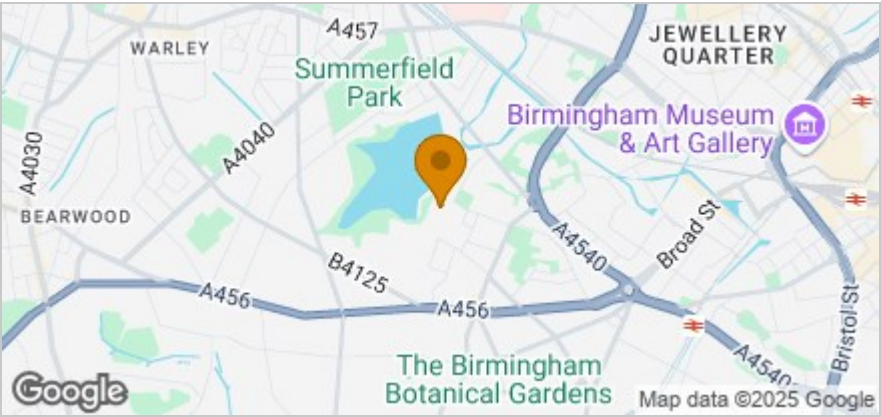 A457
JEWELLERY
QUARTER
WARLEY
Summerfield
Park
Birmingham Museum
& Art Gallery
A4040
A4030
BEARWOOD
Broad St
A4540
B4125
A456
A456
Bristol St
A4540
The Birmingham
Botanical Gardens
Google
Map data ©2025 Google